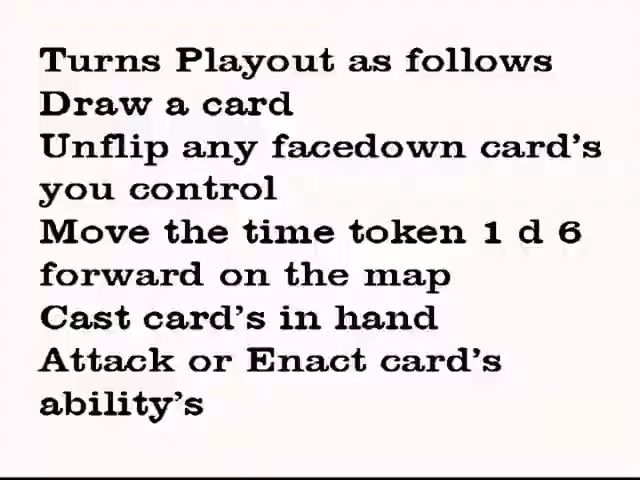 Turns Playout as follows
Draw a card
Unflip any facedown card's
you control
Move the time token 1 d 6
forward on the map
Cast card's in hand
Attack or Enact card's
ability's